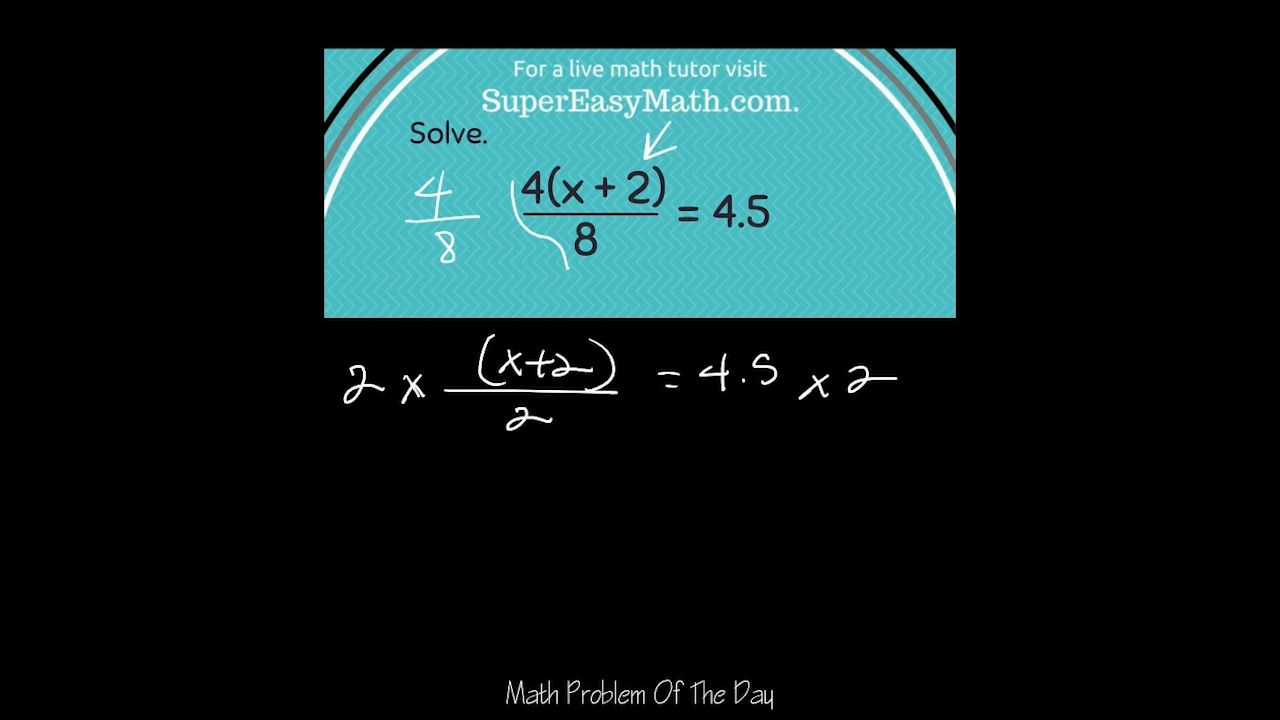 For a live math tutor visit
SuperEasyMath.com.
Solve.
4/8
4(x + 2)/8 = 4.5
2 x (x+2)/2 = 4.5 x 2
Math Problem Of The Day